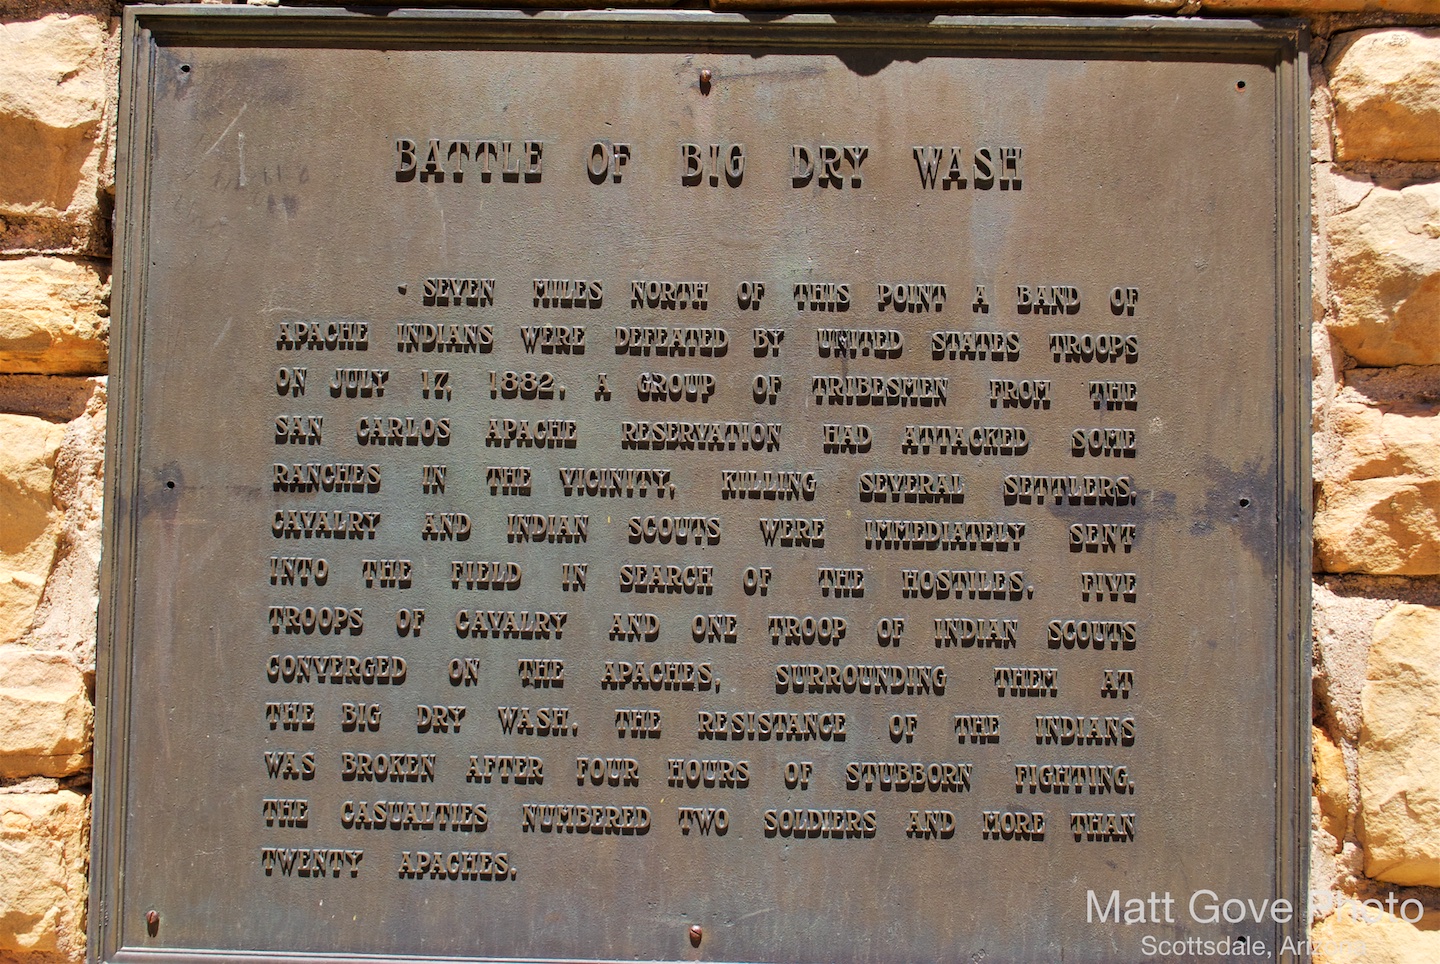 BATTLE OF BIG DRY WASH
SEVEN MILES NORTH OF THIS POINT A BAND OF
APACHE INDIANS WERE DEFEATED BY UNITED STATES TROOPS
ON JULY 17, 1882. A GROUP OF TRIBESMEN FROM THE
SAN CARLOS APACHE RESERVATION HAD ATTACKED SOME
RANCHES IN THE VICINITY, KILLING SEVERAL SETTLERS.
CAVALRY AND INDIAN SCOUTS WERE IMMEDIATELY SENT
INTO THE FIELD IN SEARCH OF THE HOSTILES. FIVE
TROOPS OF CAVALRY AND ONE TROOP OF INDIAN SCOUTS
CONVERGED ON THE APACHES, SURROUNDING THEM AT
THE BIG DRY WASH. THE RESISTANCE OF THE INDIANS
WAS BROKEN AFTER FOUR HOURS OF STUBBORN FIGHTING.
THE CASUALTIES NUMBERED TWO SOLDIERS AND MORE THAN
TWENTY APACHES.
Matt Gove Photo
Scottsdale, Arizona